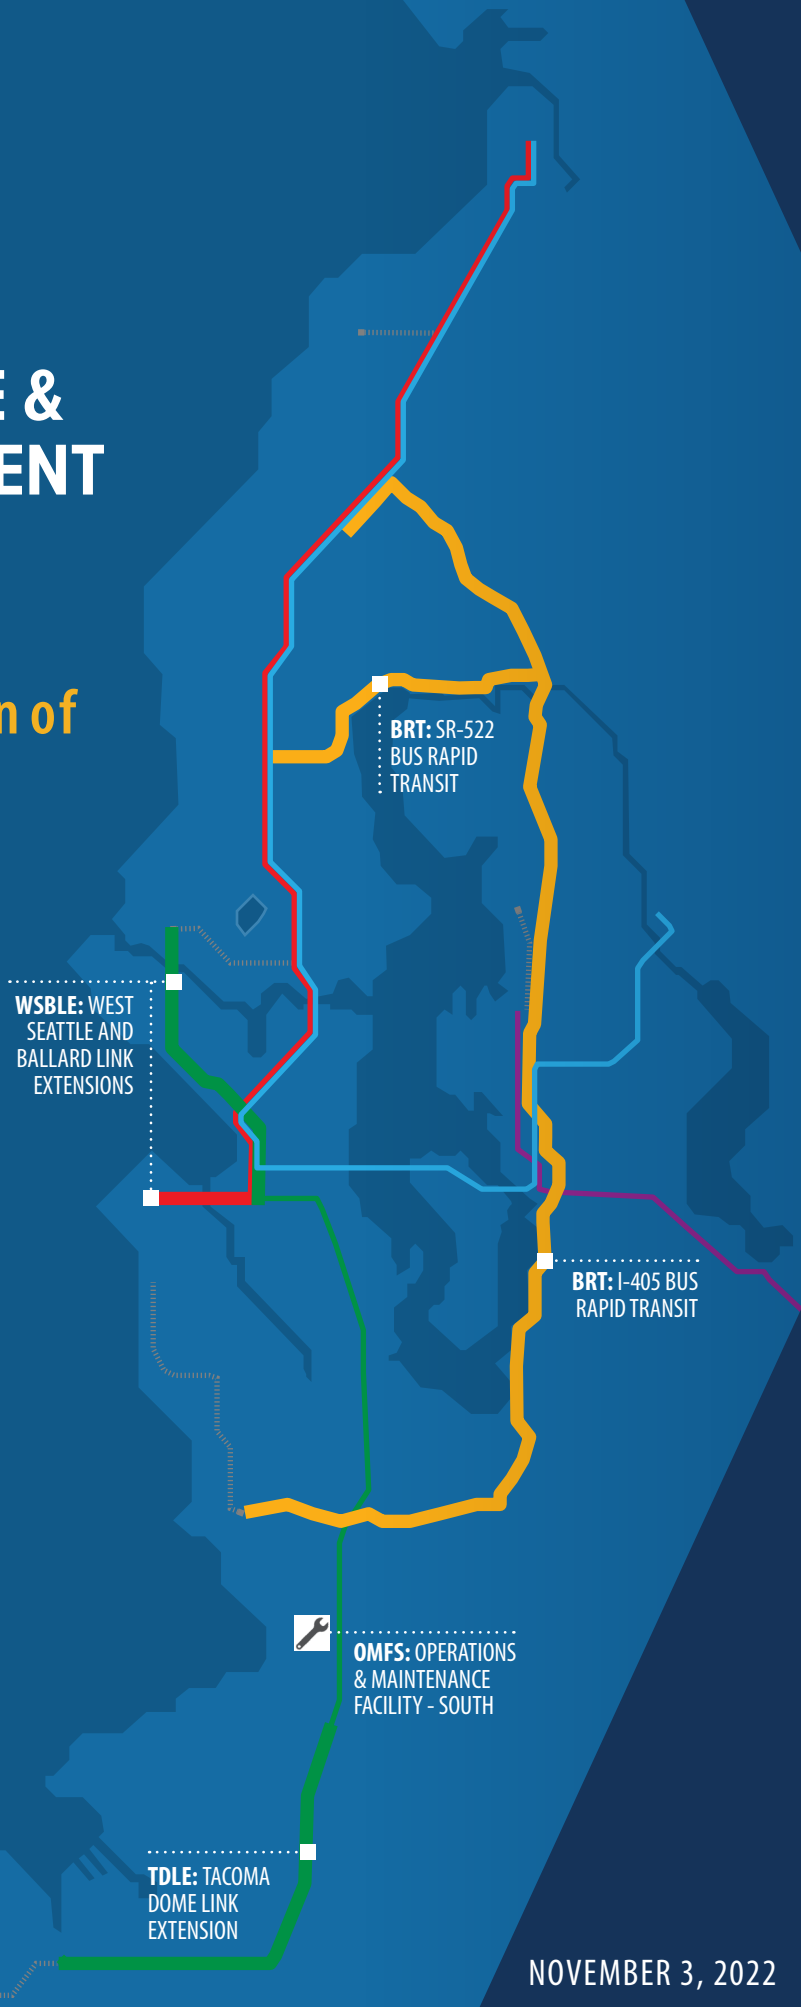 E &
ENT
n of
BRT: SR-522
BUS RAPID
TRANSIT
WSBLE: WEST
SEATTLE AND
BALLARD LINK
EXTENSIONS
BRT: I-405 BUS
RAPID TRANSIT
OMFS: OPERATIONS
& MAINTENANCE
FACILITY - SOUTH
TDLE: TACOMA
DOME LINK
EXTENSION
NOVEMBER 3, 2022